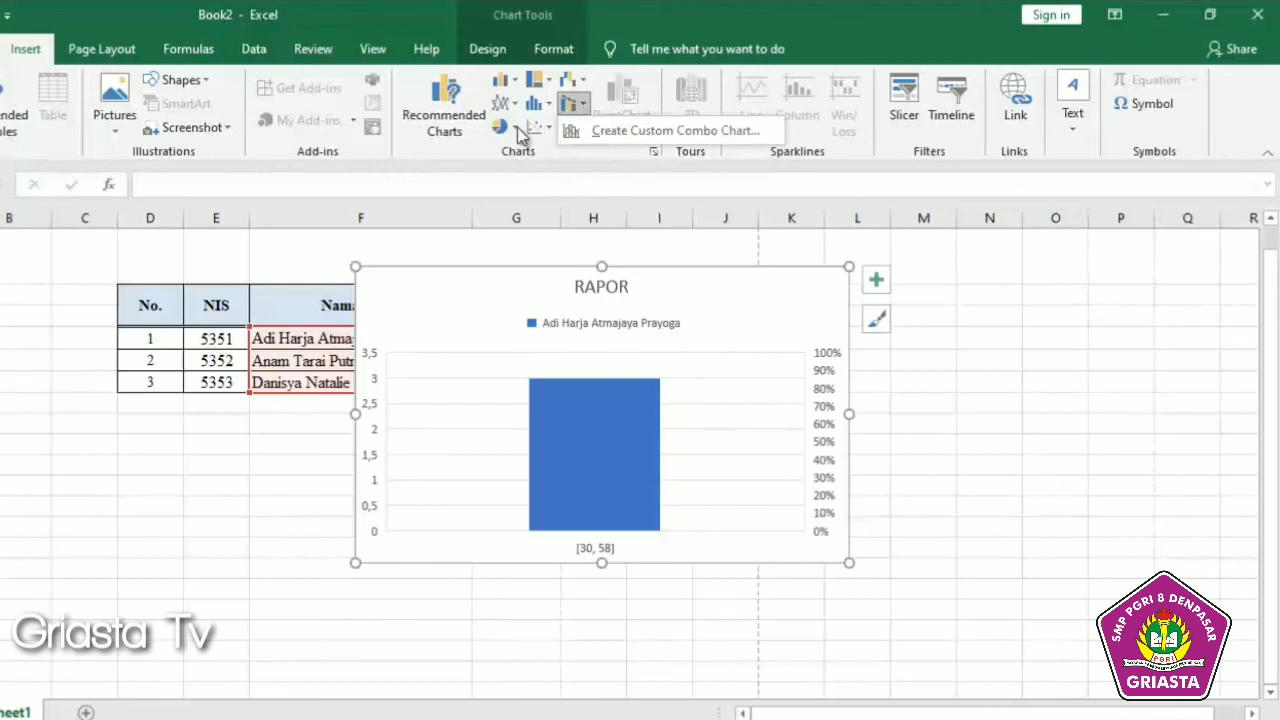 Book2 - Excel
Chart Tools
Sign in
Insert
Page Layout
Formulas
Data
Review
View
Help
Design
Format
Tell me what you want to do
Share
Table
Pictures
Shapes
SmartArt
Screenshot
Illustrations
Get Add-ins
My Add-ins
Add-ins
Recommended
Charts
Create Custom Combo Chart...
Charts
Tours
Column
Win/
Loss
Sparklines
Slicer
Timeline
Filters
Link
Links
Text
Equation
Symbol
Symbols
fx
B C D E F G H I J K L M N O P Q R
No. NIS
1 5351 Adi Harja
2 5352 Anam Tarai
3 5353 Danisya Natalie
RAPOR
Adi Harja Atmajaya Prayoga
3,5
3
2,5
2
1,5
1
0,5
0
100%
90%
80%
70%
60%
50%
40%
30%
20%
10%
0%
[30, 58]
Griasta Tv
SMP PGRI 8 DENPASAR
PGRI
GRIASTA